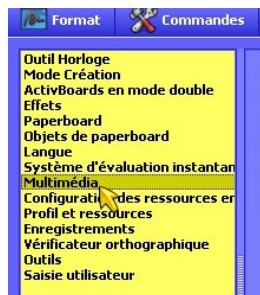 Format Commandes
Outil Horloge
Mode Création
ActivBoards en mode double
Effets
Paperboard
Objets de paperboard
Langue
Système d'évaluation instantan
Multimédia
Configuration des ressources en
Profil et ressources
Enregistrements
Vérificateur orthographique
Outils
Saisie utilisateur